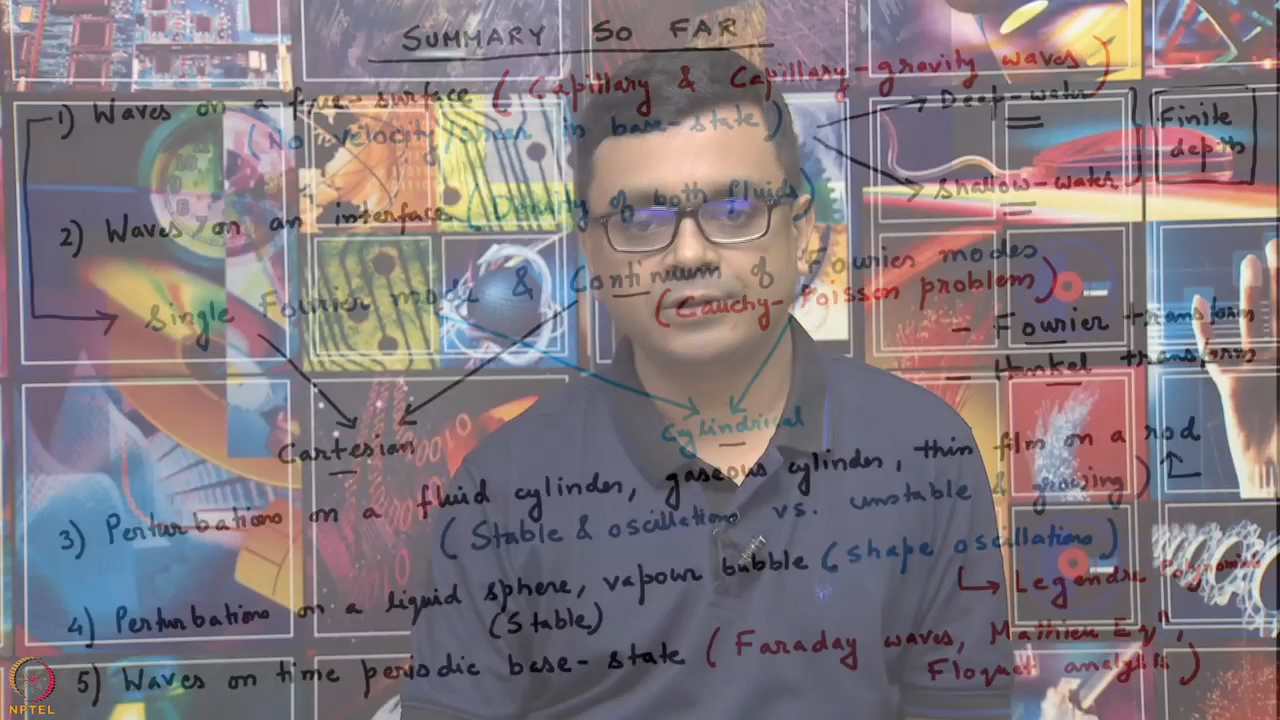 SUMMARY SO FAR
1) Waves on a free-surface (Capillary & Capillary-gravity waves)
(No velocity/shear in base-state)
Deep-water
Shallow-water
Finite depth
2) Waves on an interface (Density of both fluids)
Single Fourier mode & Continuum of Fourier modes
(Cauchy-Poisson problem)
- Fourier transform
- Hankel transform
Cartesian
Cylindrical
3) Perturbations on a fluid cylinder, gaseous cylinder, thin film on a rod
(Stable & oscillations vs. unstable & growing)
4) Perturbations on a liquid sphere, vapour bubble (shape oscillations)
(Stable)
Legendre Polynomials
5) Waves on time periodic base-state (Faraday waves, Mathieu Eqⁿ,
Floquet analysis)
NPTEL